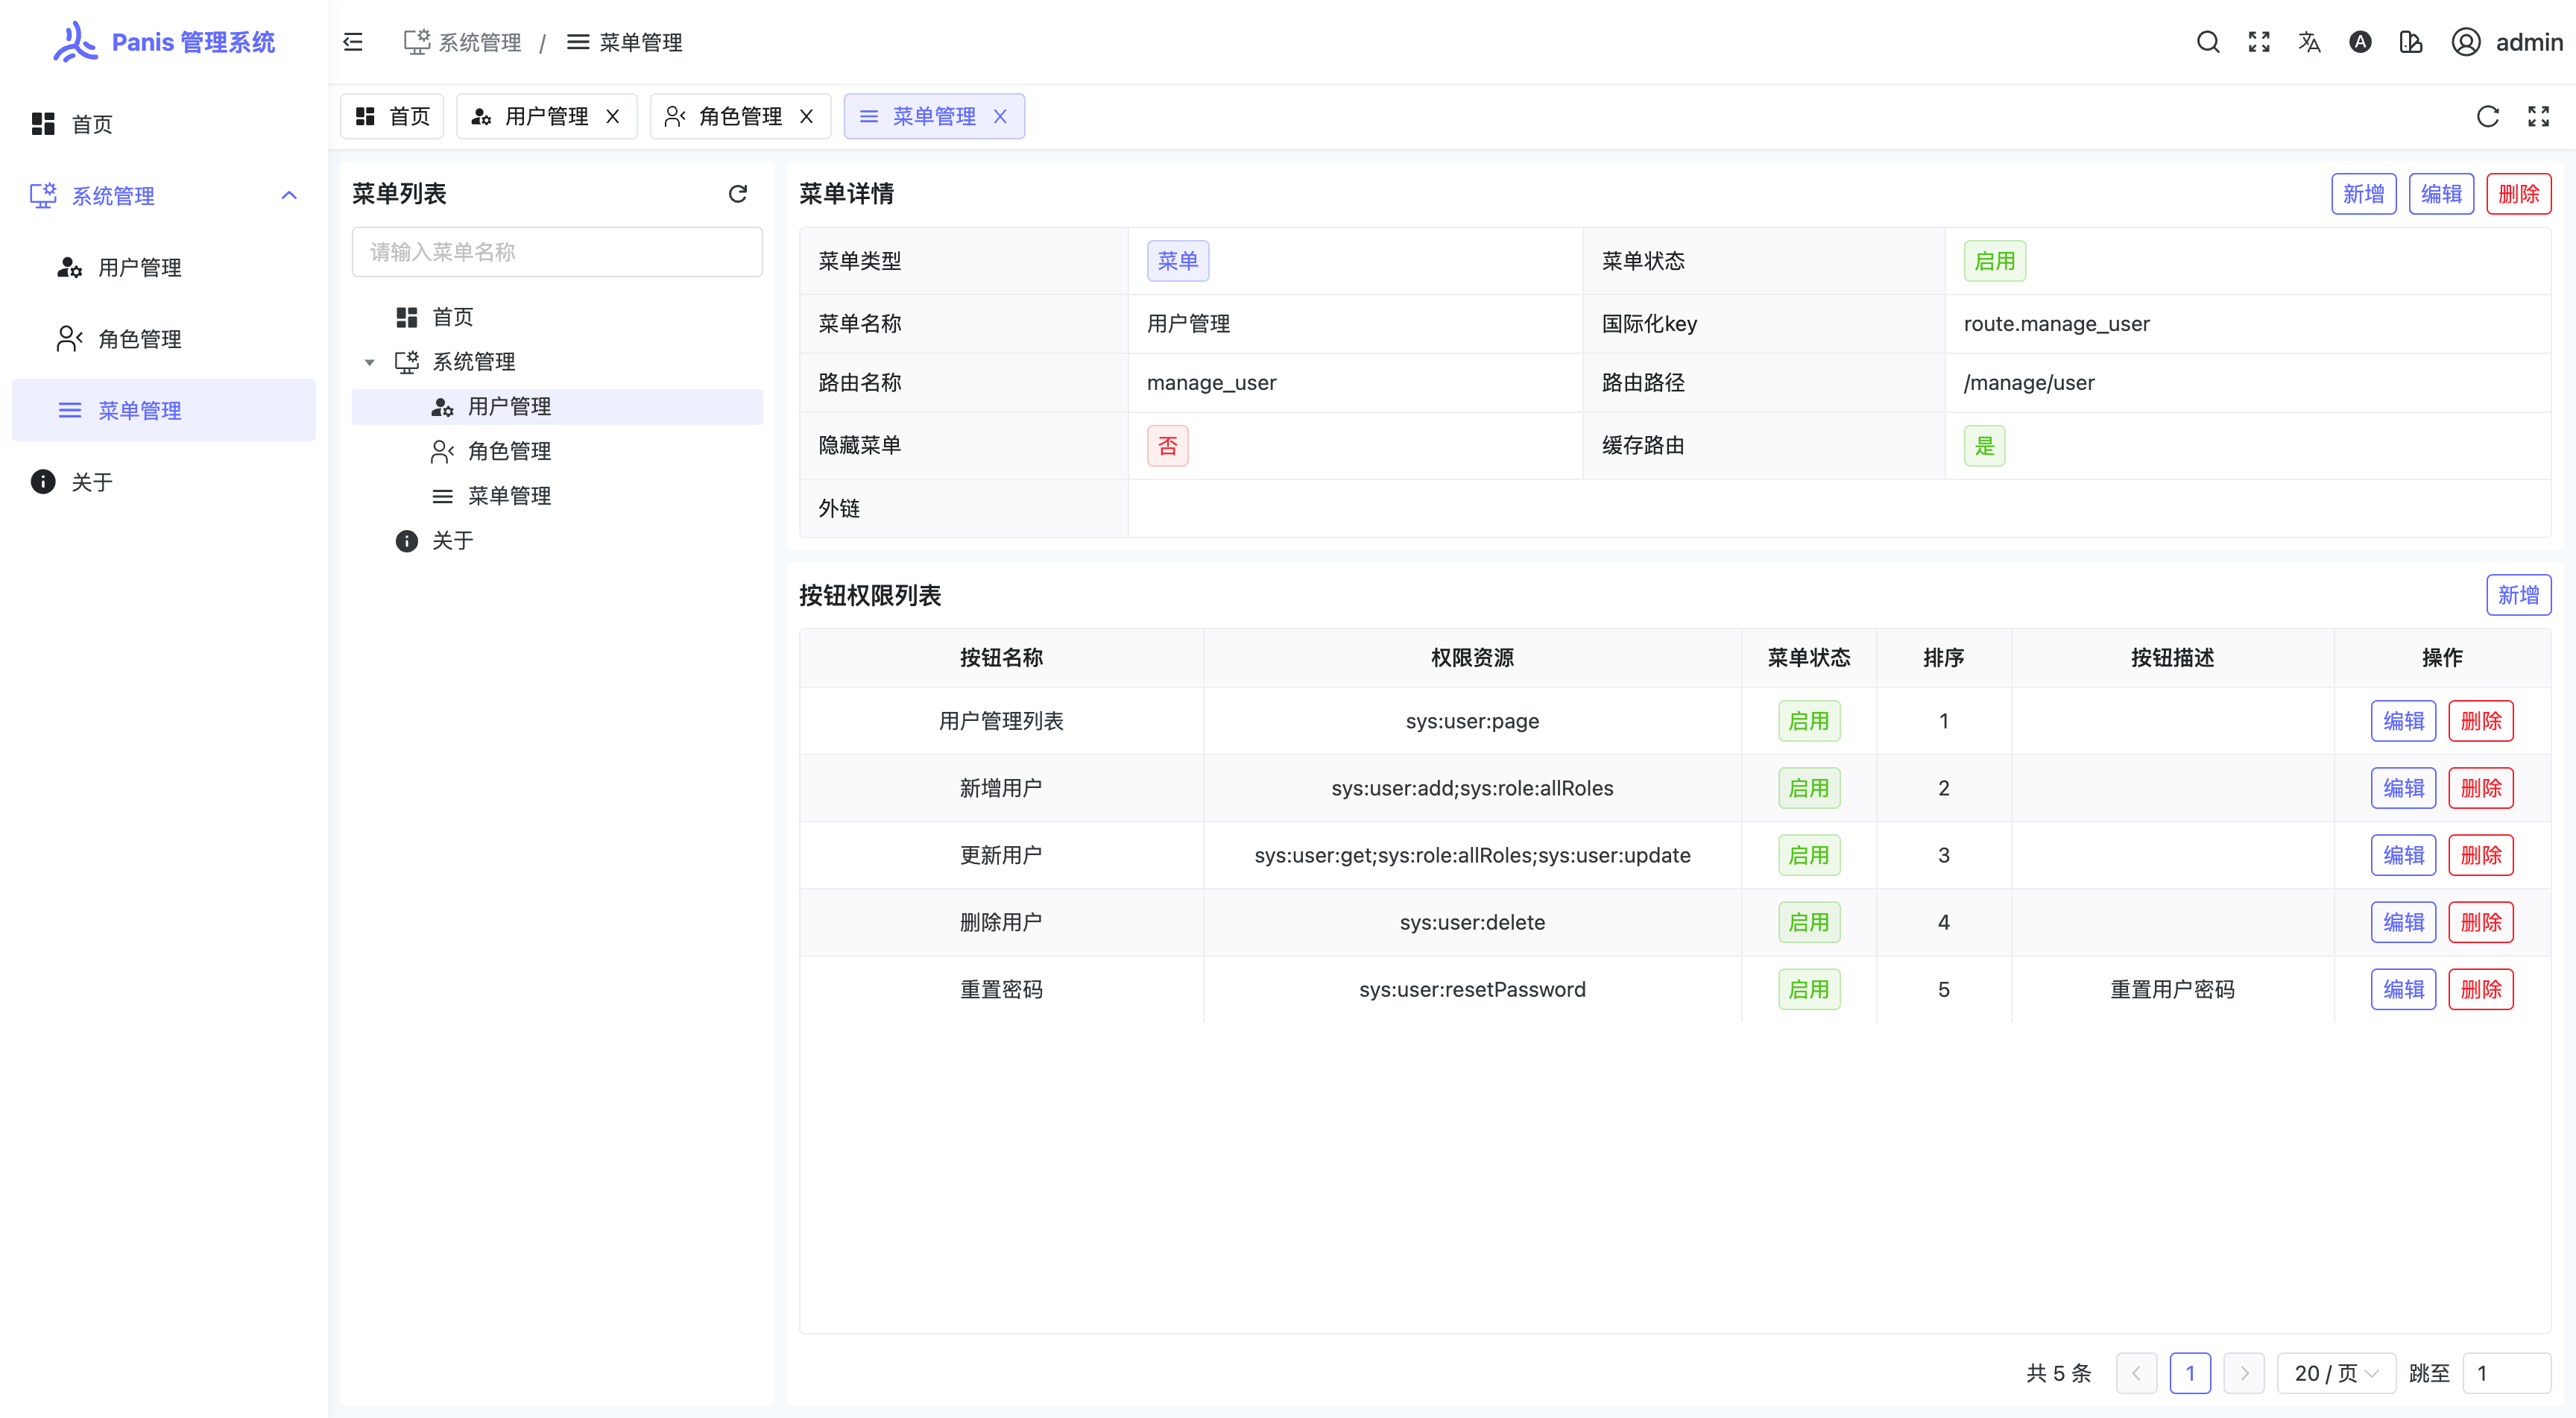 Panis 管理系统
首页
系统管理
用户管理
角色管理
菜单管理
关于
系统管理 / 菜单管理
admin
首页 用户管理 角色管理 菜单管理
菜单列表
请输入菜单名称
首页
系统管理
用户管理
角色管理
菜单管理
关于
菜单详情 新增 编辑 删除
菜单类型 菜单 菜单状态 启用
菜单名称 用户管理 国际化key route.manage_user
路由名称 manage_user 路由路径 /manage/user
隐藏菜单 否 缓存路由 是
外链
按钮权限列表 新增
按钮名称 权限资源 菜单状态 排序 按钮描述 操作
用户管理列表 sys:user:page 启用 1 编辑 删除
新增用户 sys:user:add;sys:role:allRoles 启用 2 编辑 删除
更新用户 sys:user:get;sys:role:allRoles;sys:user:update 启用 3 编辑 删除
删除用户 sys:user:delete 启用 4 编辑 删除
重置密码 sys:user:resetPassword 启用 5 重置用户密码 编辑 删除
共 5 条 1 20 / 页 跳至 1